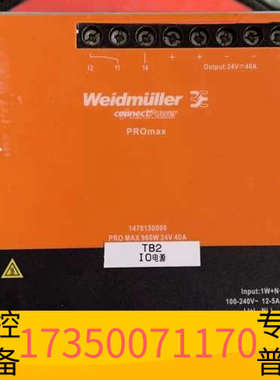 12 11 14 + + - -
Output:24V⎓40A
Weidmüller
connectPower
PROmax
1478150000
PRO MAX 960W 24V 40A
TB2
IO电源
Input:1W+N+
100-240V~ 12-5A
控
备
17350071170
专
普